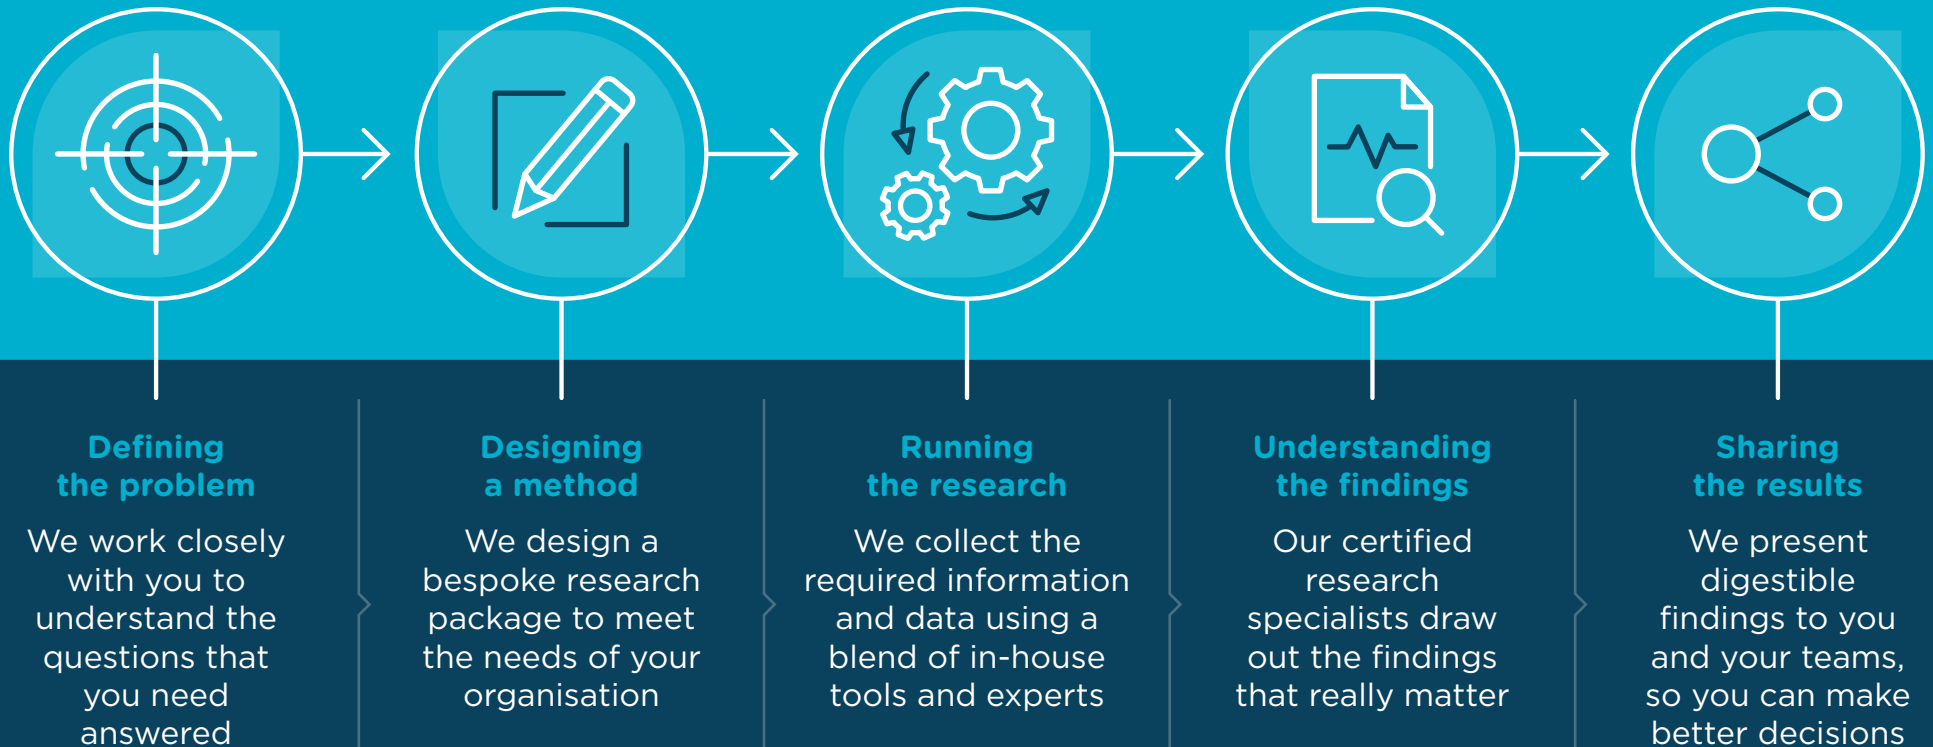 Defining
the problem
We work closely
with you to
understand the
questions that
you need
answered
Designing
a method
We design a
bespoke research
package to meet
the needs of your
organisation
Running
the research
We collect the
required information
and data using a
blend of in-house
tools and experts
Understanding
the findings
Our certified
research
specialists draw
out the findings
that really matter
Sharing
the results
We present
digestible
findings to you
and your teams,
so you can make
better decisions